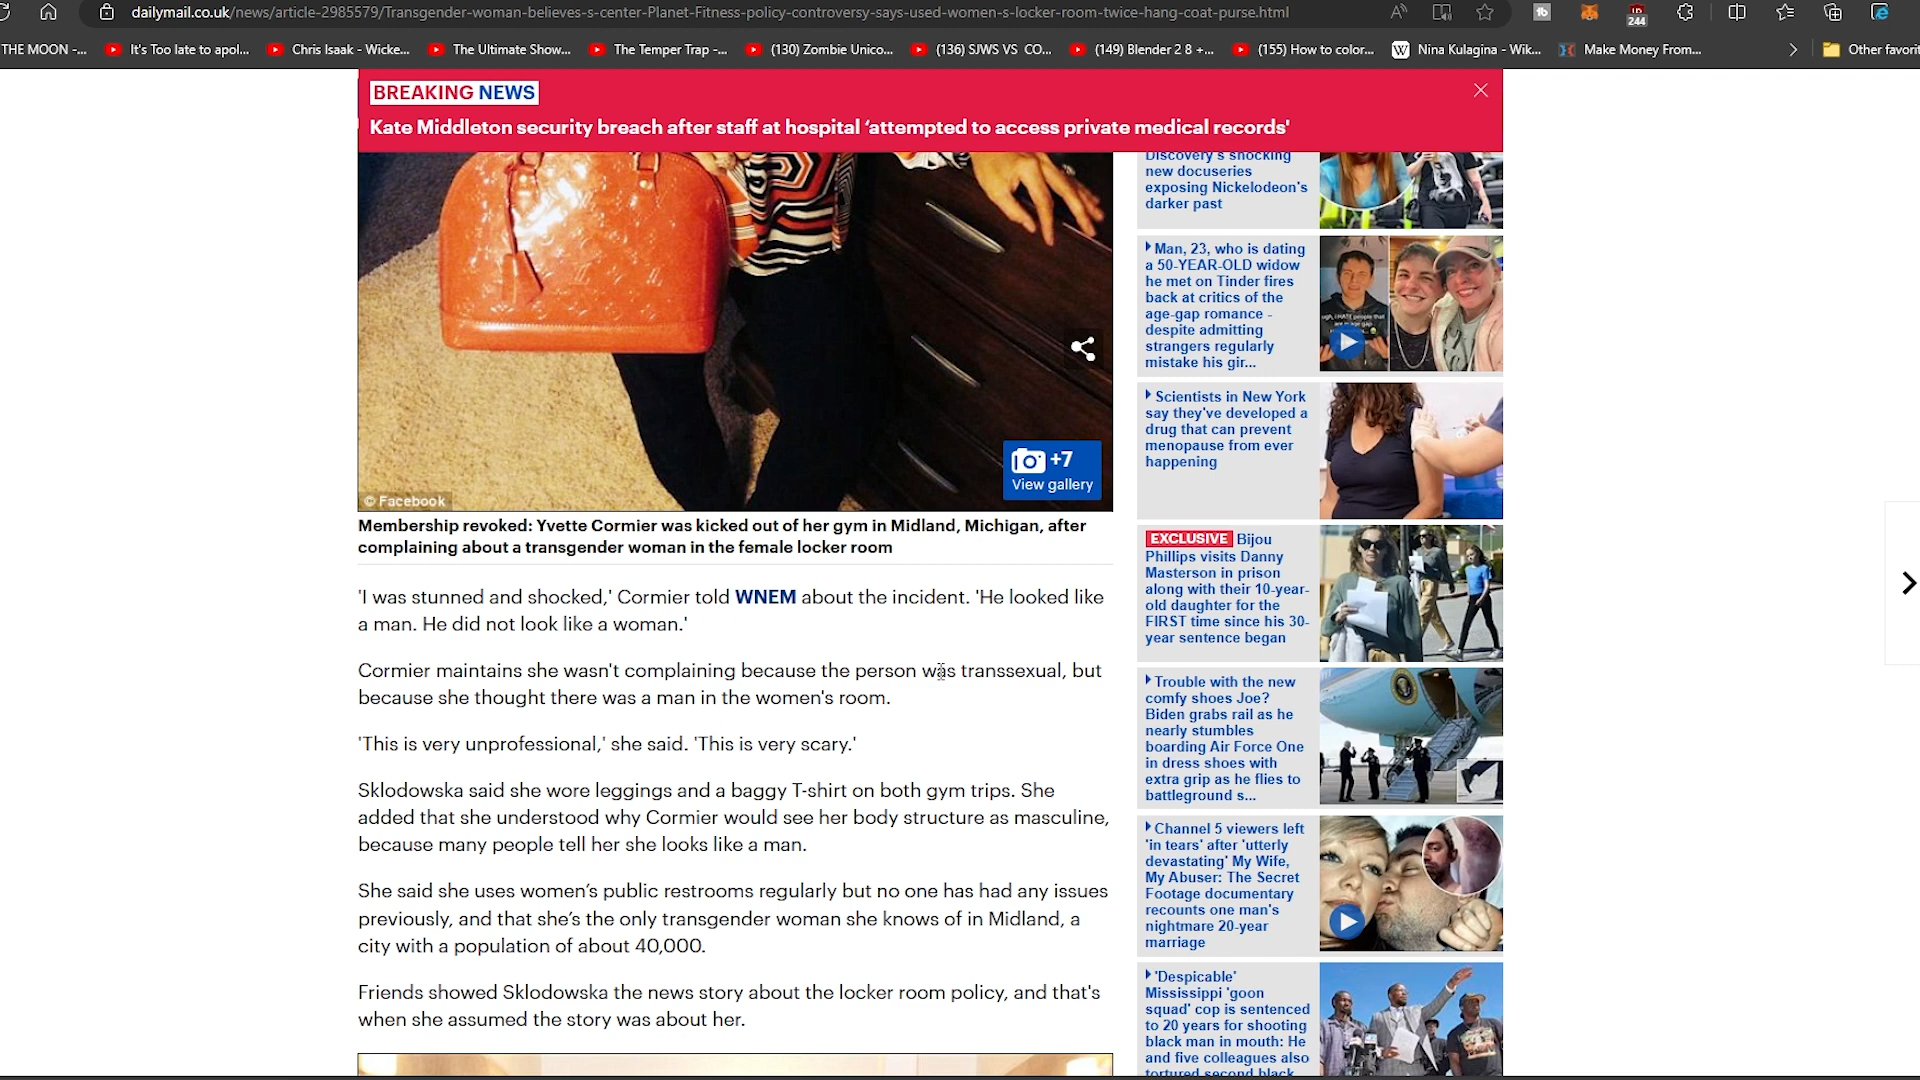 dailymail.co.uk/news/article-2985579/Transgender-woman-believes-s-center-Planet-Fitness-policy-controversy-says-used-women-s-locker-room-twice-hang-coat-purse.html
244
THE MOON -...
It's Too late to apol...
Chris Isaak - Wicke...
The Ultimate Show...
The Temper Trap -...
(130) Zombie Unico...
(136) SJWS VS CO...
(149) Blender 2 8 +...
(155) How to color...
Nina Kulagina - Wik...
Make Money From...
Other favorit
BREAKING NEWS
Kate Middleton security breach after staff at hospital ‘attempted to access private medical records'
© Facebook
+7
View gallery
Membership revoked: Yvette Cormier was kicked out of her gym in Midland, Michigan, after
complaining about a transgender woman in the female locker room
'I was stunned and shocked,' Cormier told WNEM about the incident. 'He looked like
a man. He did not look like a woman.'
Cormier maintains she wasn't complaining because the person was transsexual, but
because she thought there was a man in the women's room.
'This is very unprofessional,' she said. 'This is very scary.'
Sklodowska said she wore leggings and a baggy T-shirt on both gym trips. She
added that she understood why Cormier would see her body structure as masculine,
because many people tell her she looks like a man.
She said she uses women’s public restrooms regularly but no one has had any issues
previously, and that she’s the only transgender woman she knows of in Midland, a
city with a population of about 40,000.
Friends showed Sklodowska the news story about the locker room policy, and that's
when she assumed the story was about her.
Discovery's shocking
new docuseries
exposing Nickelodeon's
darker past
Man, 23, who is dating
a 50-YEAR-OLD widow
he met on Tinder fires
back at critics of the
age-gap romance -
despite admitting
strangers regularly
mistake his gir...
Scientists in New York
say they've developed a
drug that can prevent
menopause from ever
happening
EXCLUSIVE Bijou
Phillips visits Danny
Masterson in prison
along with their 10-year-
old daughter for the
FIRST time since his 30-
year sentence began
Trouble with the new
comfy shoes Joe?
Biden grabs rail as he
nearly stumbles
boarding Air Force One
in dress shoes with
extra grip as he flies to
battleground s...
Channel 5 viewers left
'in tears' after 'utterly
devastating' My Wife,
My Abuser: The Secret
Footage documentary
recounts one man's
nightmare 20-year
marriage
'Despicable'
Mississippi 'goon
squad' cop is sentenced
to 20 years for shooting
black man in mouth: He
and five colleagues also
tortured second black